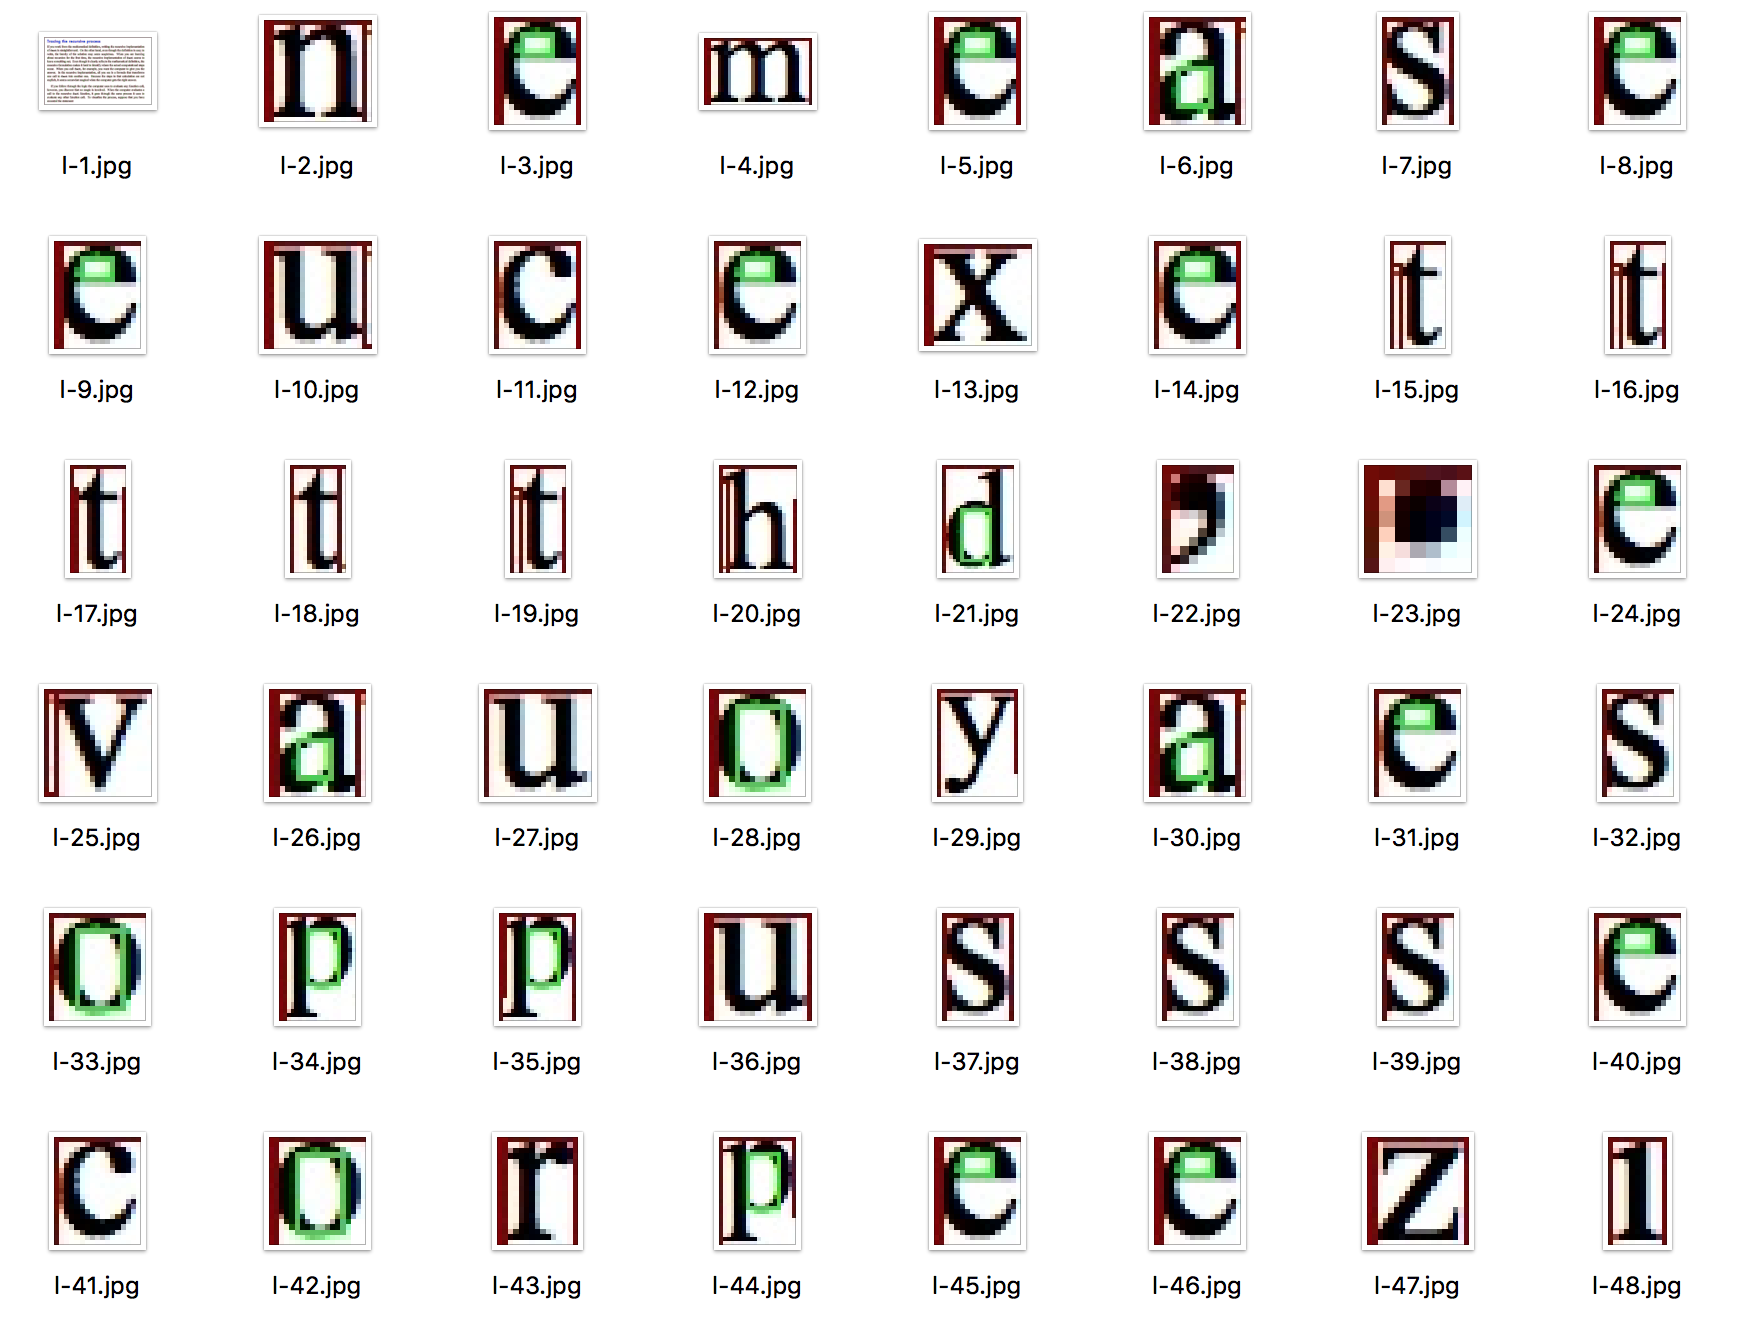 n e m e a s e
I-1.jpg I-2.jpg I-3.jpg I-4.jpg I-5.jpg I-6.jpg I-7.jpg I-8.jpg
e u c e x e t t
I-9.jpg I-10.jpg I-11.jpg I-12.jpg I-13.jpg I-14.jpg I-15.jpg I-16.jpg
t t t h d , . e
I-17.jpg I-18.jpg I-19.jpg I-20.jpg I-21.jpg I-22.jpg I-23.jpg I-24.jpg
v a u o y a e s
I-25.jpg I-26.jpg I-27.jpg I-28.jpg I-29.jpg I-30.jpg I-31.jpg I-32.jpg
o p p u s s s e
I-33.jpg I-34.jpg I-35.jpg I-36.jpg I-37.jpg I-38.jpg I-39.jpg I-40.jpg
c o r p e e z ı
I-41.jpg I-42.jpg I-43.jpg I-44.jpg I-45.jpg I-46.jpg I-47.jpg I-48.jpg